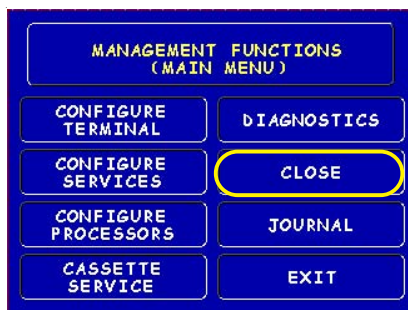 MANAGEMENT FUNCTIONS
(MAIN MENU)
CONFIGURE
TERMINAL
DIAGNOSTICS
CONFIGURE
SERVICES
CLOSE
CONFIGURE
PROCESSORS
JOURNAL
CASSETTE
SERVICE
EXIT